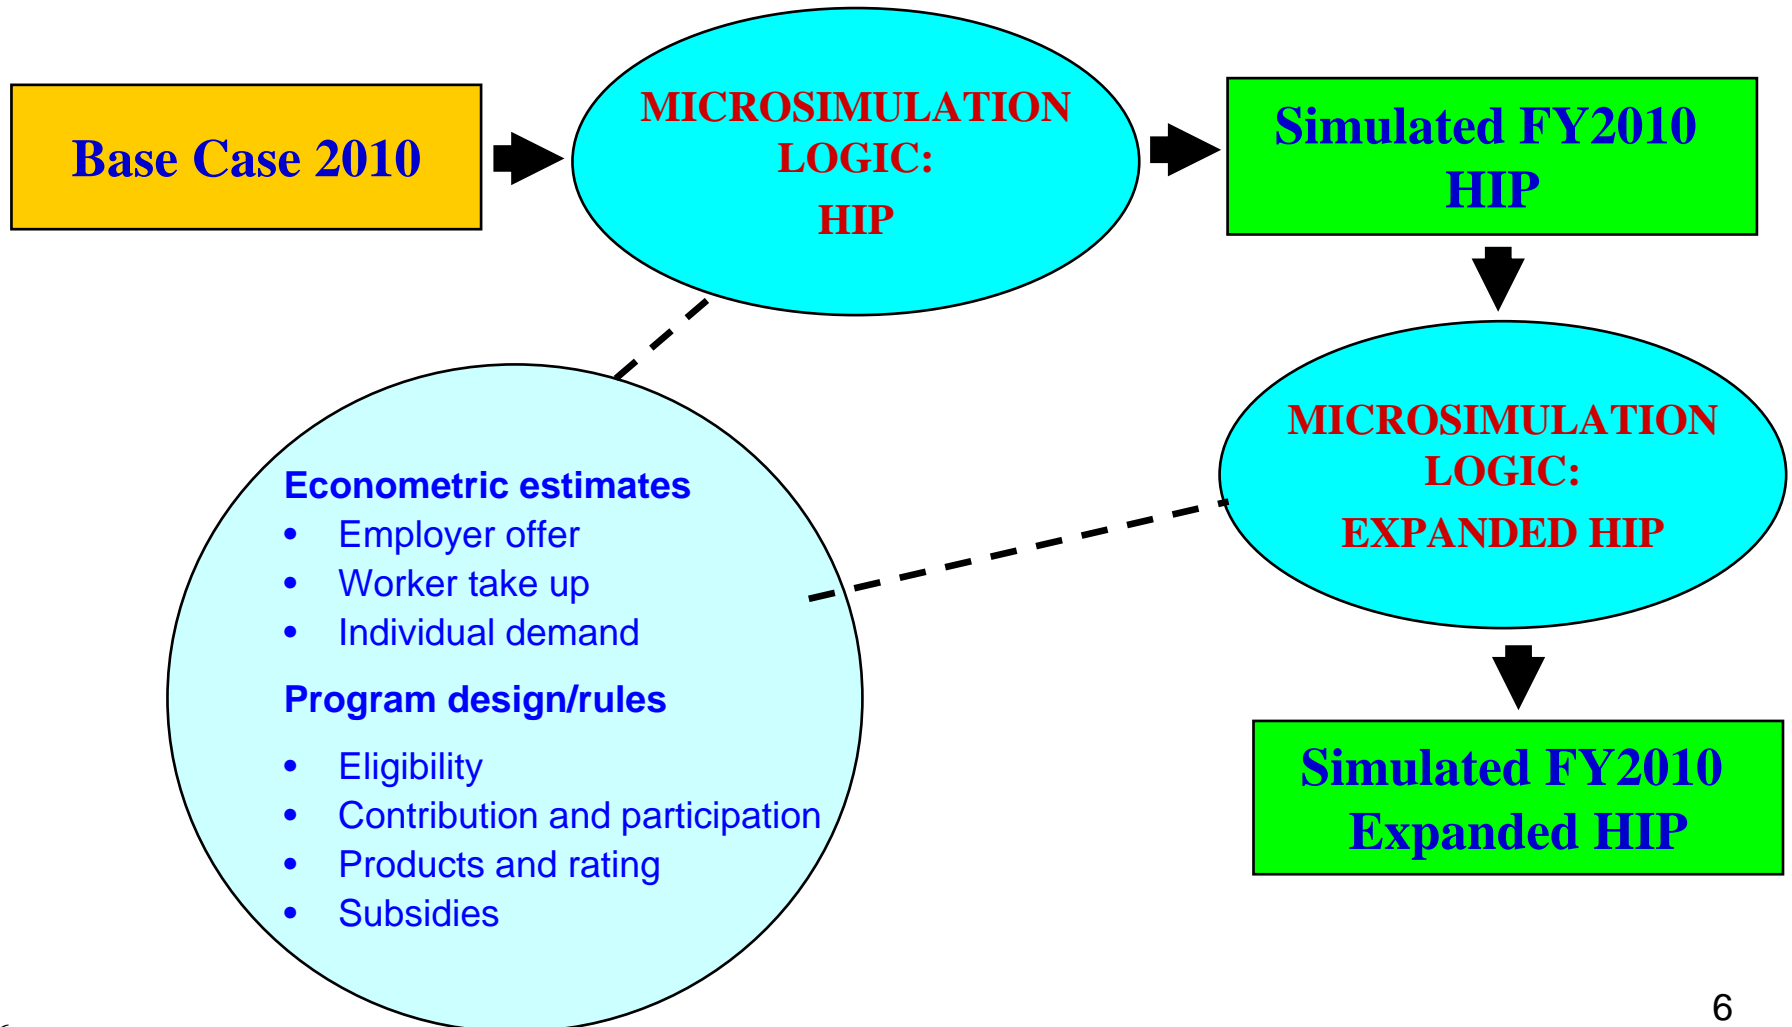 Base Case 2010
MICROSIMULATION
LOGIC:
HIP
Simulated FY2010
HIP
MICROSIMULATION
LOGIC:
EXPANDED HIP
Simulated FY2010
Expanded HIP
Econometric estimates
• Employer offer
• Worker take up
• Individual demand
Program design/rules
• Eligibility
• Contribution and participation
• Products and rating
• Subsidies
6